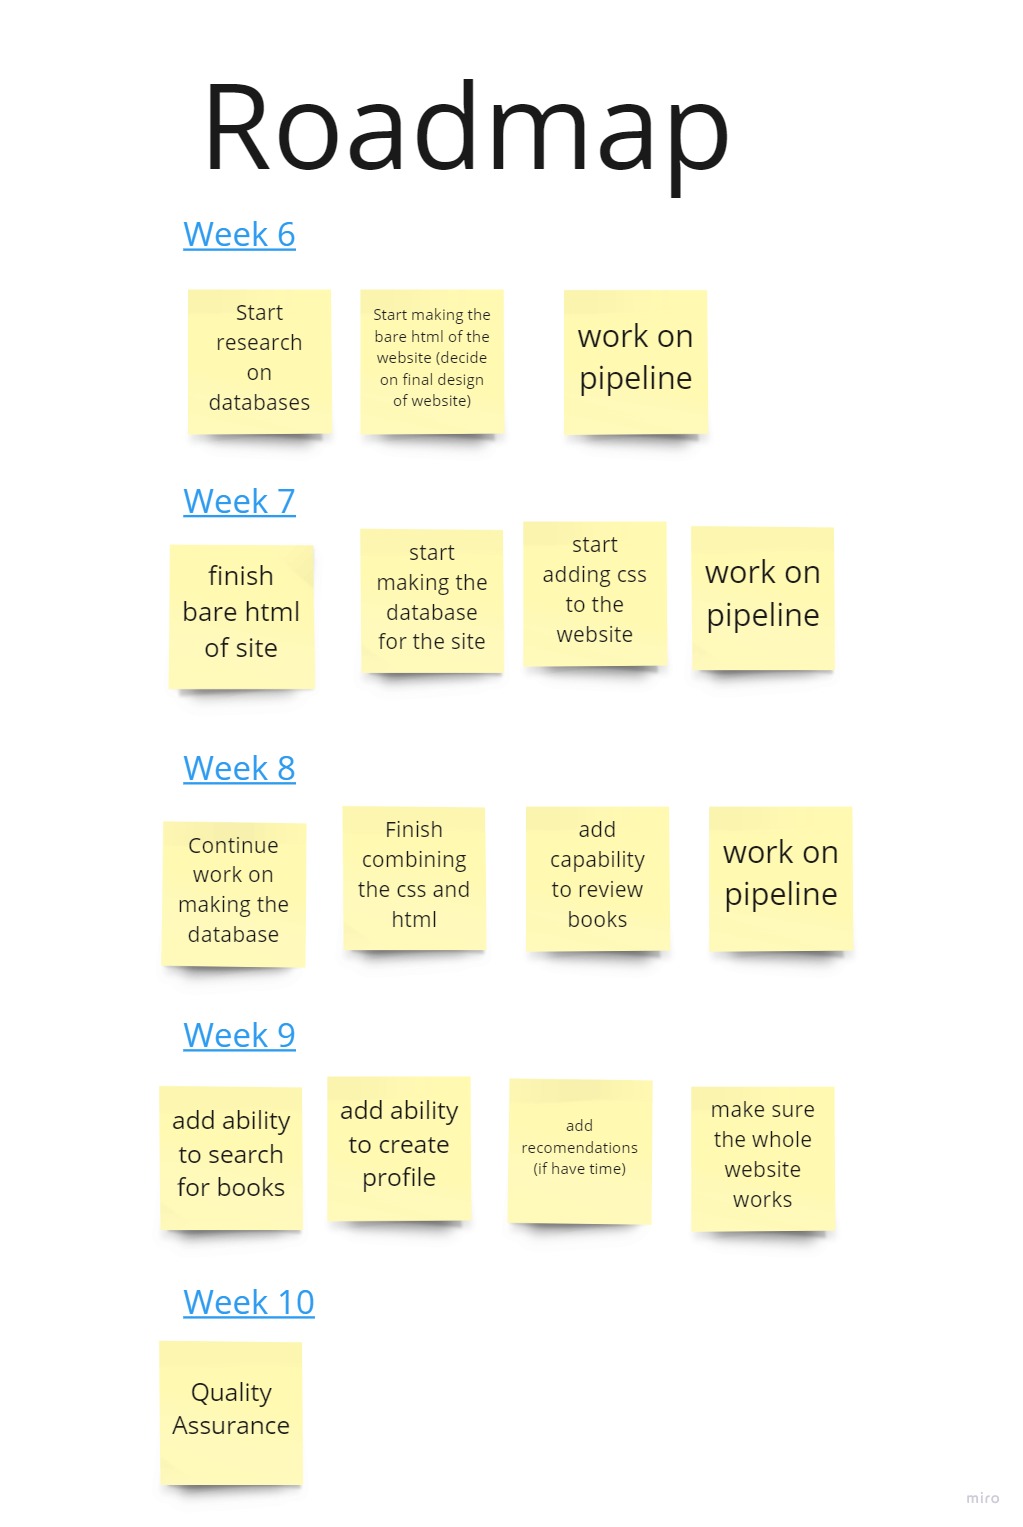 Roadmap
Week 6
Start
research
on
databases
Start making the
bare html of the
website (decide
on final design
of website)
work on
pipeline
Week 7
finish
bare html
of site
start
making the
database
for the site
start
adding css
to the
website
work on
pipeline
Week 8
Continue
work on
making the
database
Finish
combining
the css and
html
add
capability
to review
books
work on
pipeline
Week 9
add ability
to search
for books
add ability
to create
profile
add
recomendations
(if have time)
make sure
the whole
website
works
Week 10
Quality
Assurance
miro